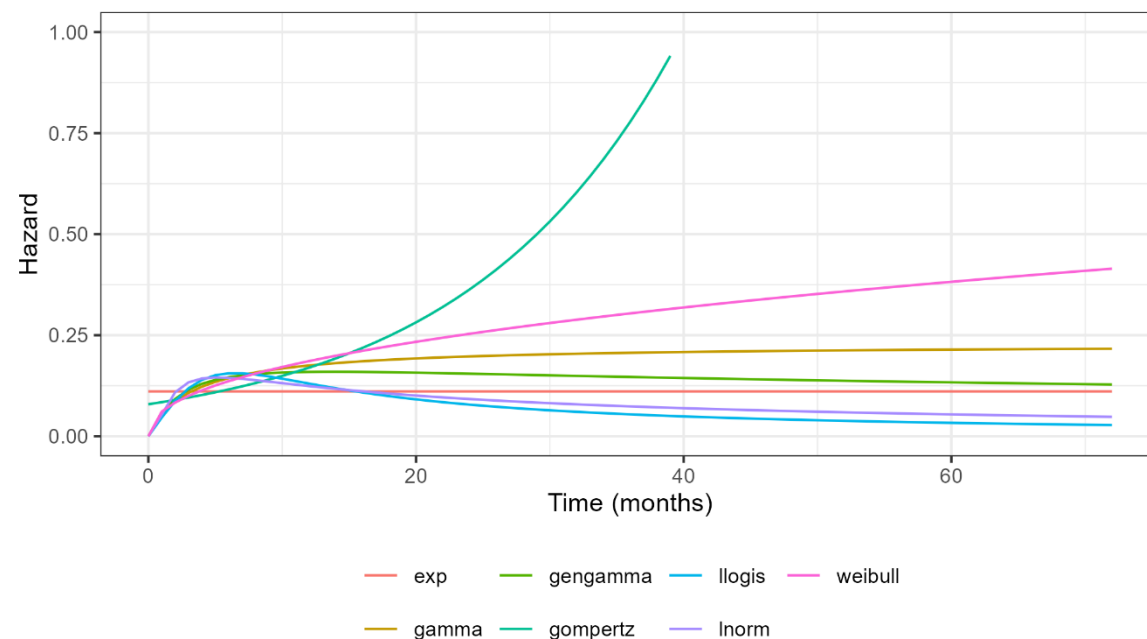 1.00
0.75
0.50
0.25
0.00
Hazard
0 20 40 60
Time (months)
exp gengamma llogis weibull
gamma gompertz lnorm